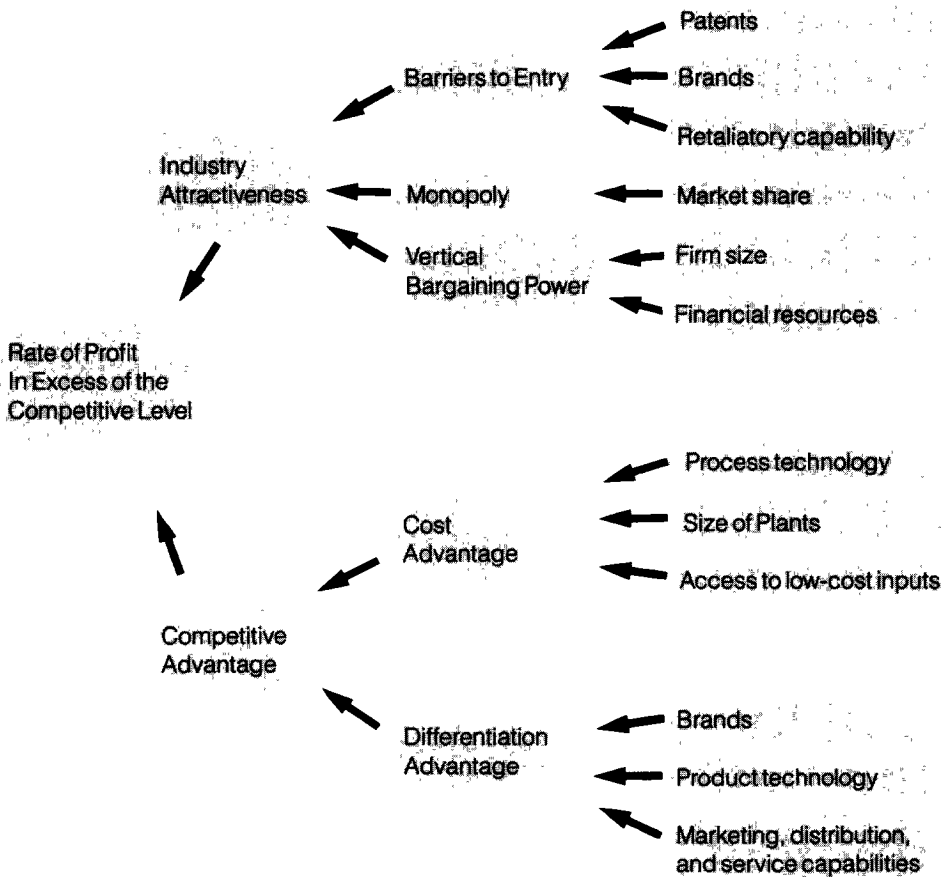 Patents
Barriers to Entry
Brands
Retaliatory capability
Industry
Attractiveness
Monopoly
Market share
Vertical
Bargaining Power
Firm size
Financial resources
Rate of Profit
In Excess of the
Competitive Level
Process technology
Cost
Advantage
Size of Plants
Access to low-cost inputs
Competitive
Advantage
Differentiation
Advantage
Brands
Product technology
Marketing, distribution,
and service capabilities